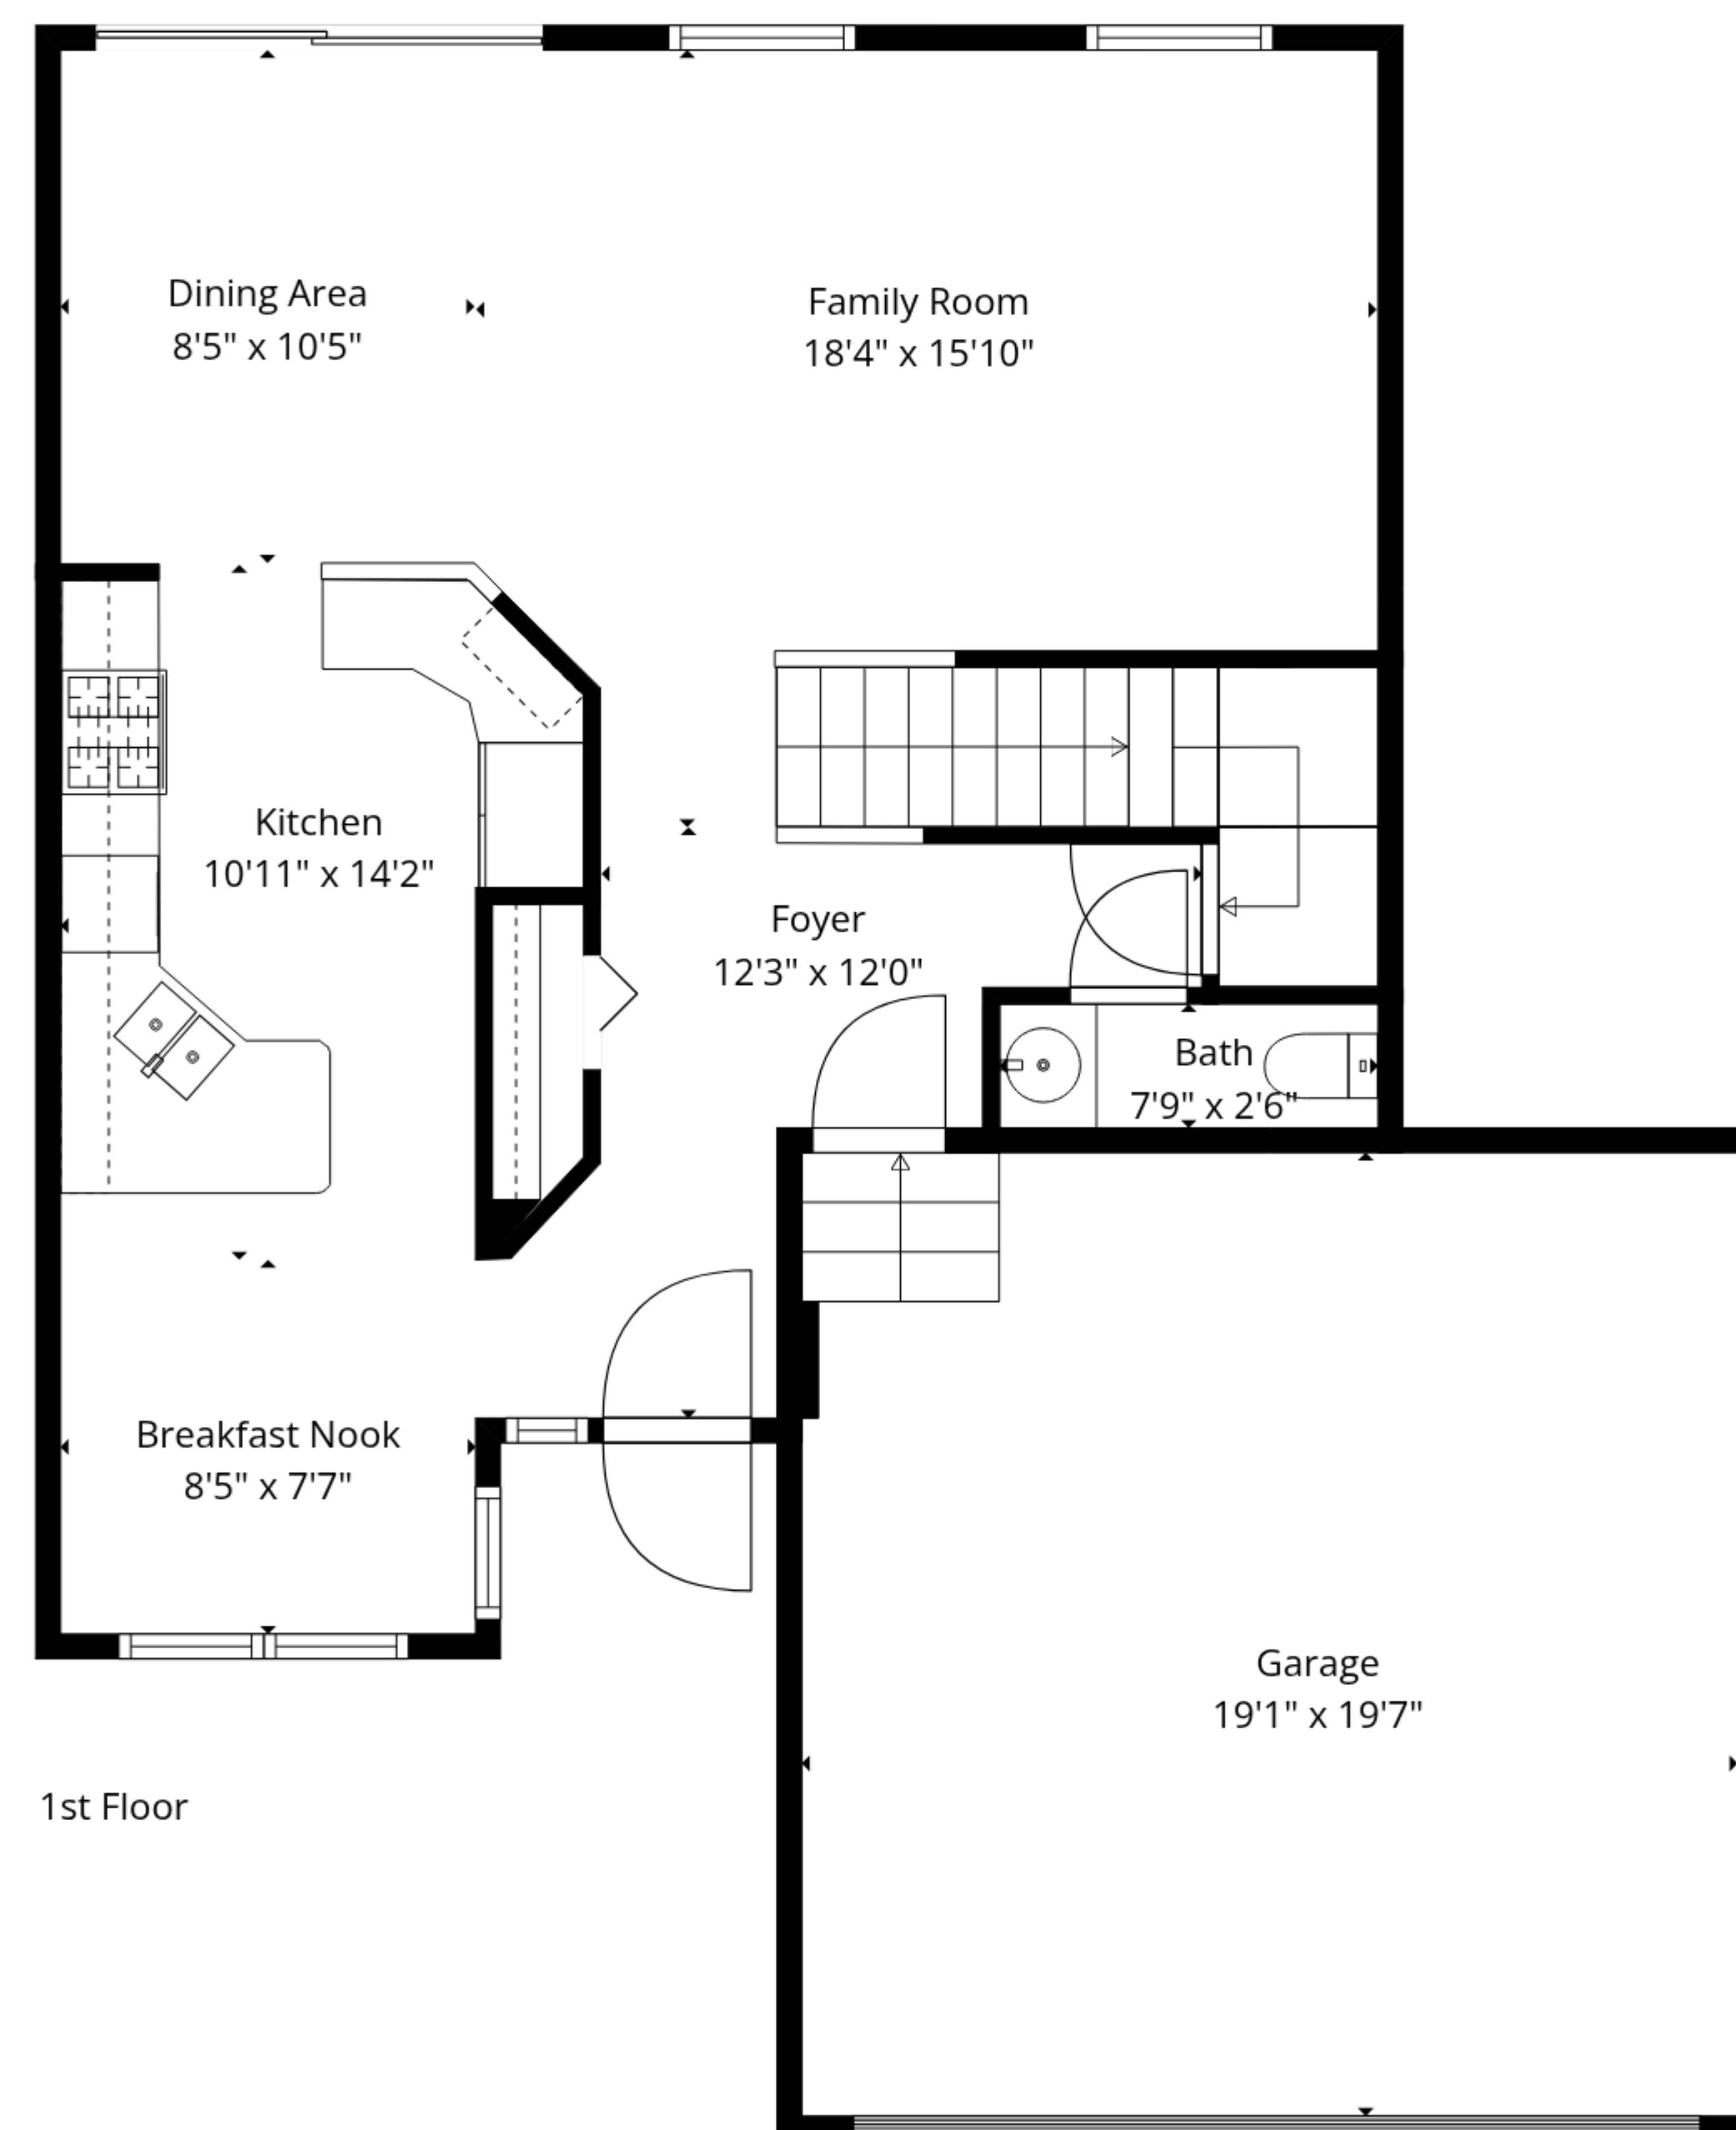 Dining Area
8'5" x 10'5"
Family Room
18'4" x 15'10"
Kitchen
10'11" x 14'2"
Foyer
12'3" x 12'0"
Bath
7'9" x 2'6"
Breakfast Nook
8'5" x 7'7"
Garage
19'1" x 19'7"
1st Floor